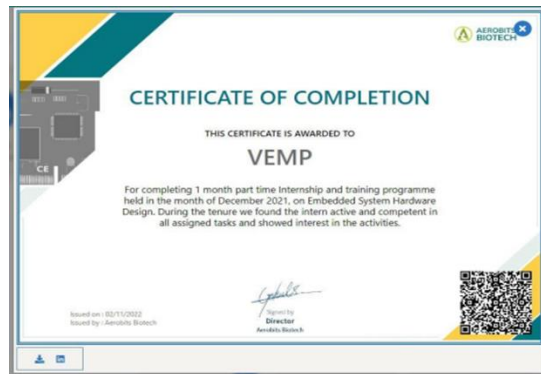 AEROBITS
BIOTECH
CERTIFICATE OF COMPLETION
THIS CERTIFICATE IS AWARDED TO
VEMP
For completing 1 month part time Internship and training programme
held in the month of December 2021, on Embedded System Hardware
Design. During the tenure we found the intern active and competent in
all assigned tasks and showed interest in the activities.
CE
Issued on : 02/11/2022
Issued by : Aerobits Biotech
Signed by
Director
Aerobits Biotech